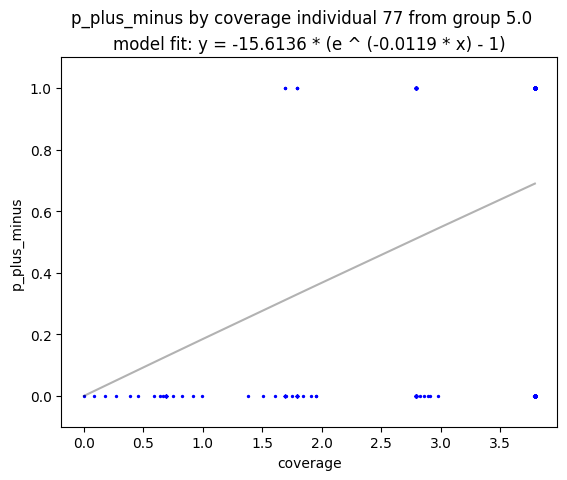 p_plus_minus by coverage individual 77 from group 5.0
model fit: y = -15.6136 * (e ^ (-0.0119 * x) - 1)
1.0
0.8
0.6
0.4
0.2
0.0
p_plus_minus
0.0 0.5 1.0 1.5 2.0 2.5 3.0 3.5
coverage